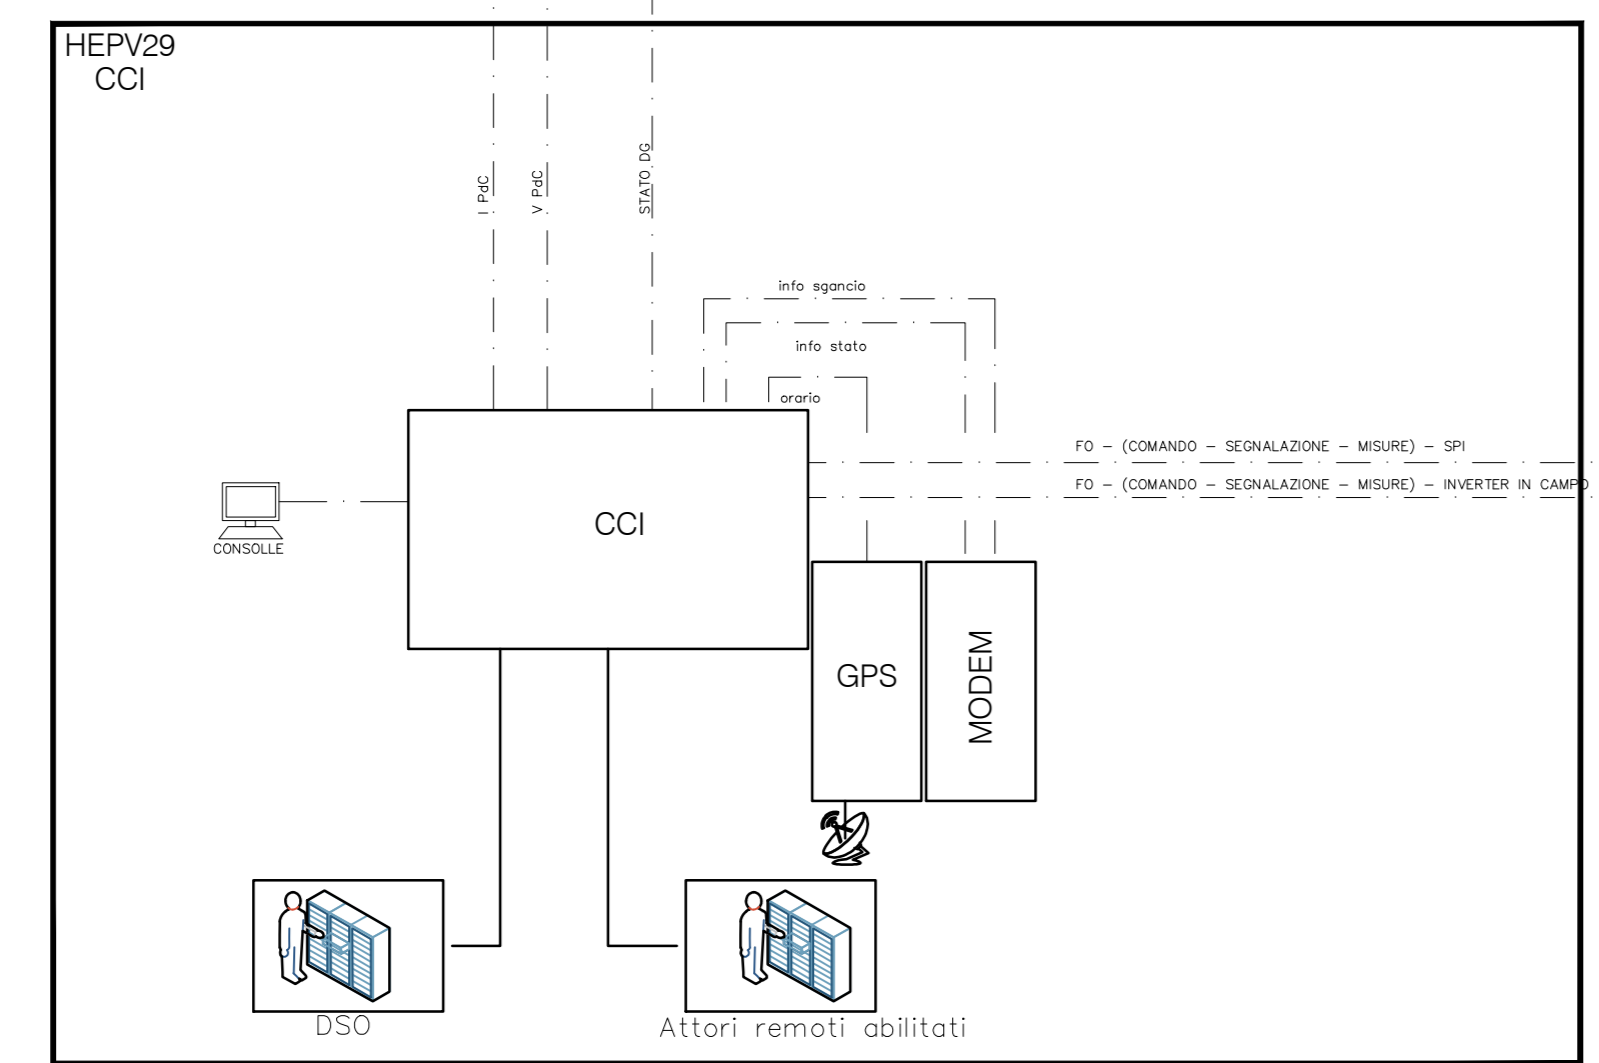 HEPV29
CCI
I PdC
V PdC
STATO DG
info sgancio
info stato
orario
FO – (COMANDO – SEGNALAZIONE – MISURE) – SPI
FO – (COMANDO – SEGNALAZIONE – MISURE) – INVERTER IN CAMPO
CCI
CONSOLLE
GPS
MODEM
DSO
Attori remoti abilitati